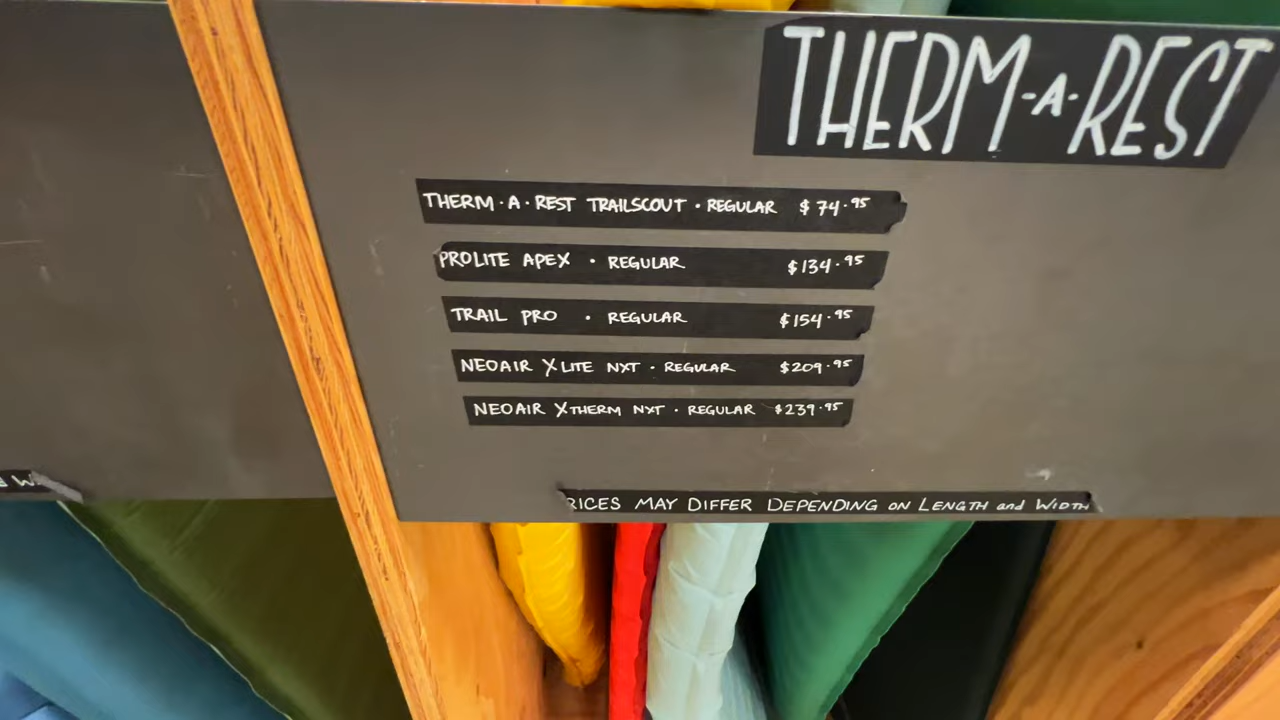 THERM-A-REST
THERM·A·REST TRAILSCOUT · REGULAR $74.95
PROLITE APEX · REGULAR $134.95
TRAIL PRO · REGULAR $154.95
NEOAIR XLITE NXT · REGULAR $209.95
NEOAIR XTHERM NXT · REGULAR $239.95
RICES MAY DIFFER DEPENDING ON LENGTH and WIDTH